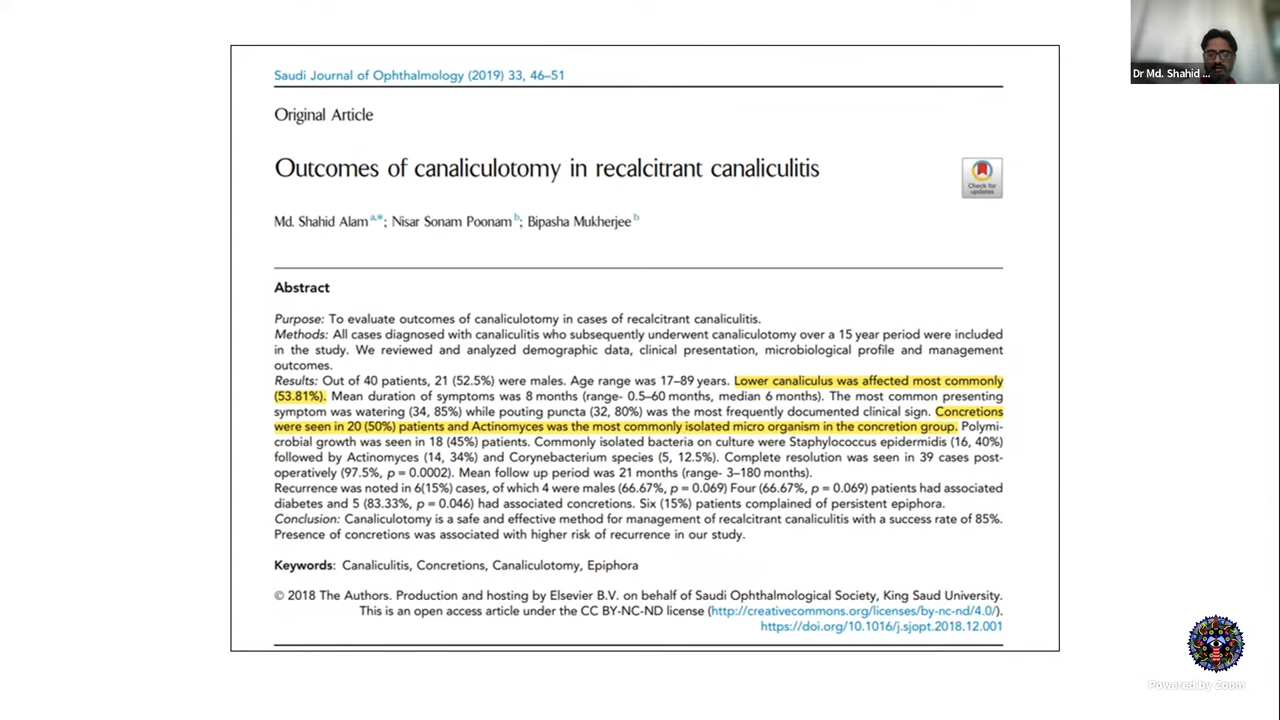 Dr Md. Shahid ...
Saudi Journal of Ophthalmology (2019) 33, 46–51
Original Article
Outcomes of canaliculotomy in recalcitrant canaliculitis
Check for
updates
Md. Shahid Alam a,*; Nisar Sonam Poonam b; Bipasha Mukherjee b
Abstract
Purpose: To evaluate outcomes of canaliculotomy in cases of recalcitrant canaliculitis.
Methods: All cases diagnosed with canaliculitis who subsequently underwent canaliculotomy over a 15 year period were included
in the study. We reviewed and analyzed demographic data, clinical presentation, microbiological profile and management
outcomes.
Results: Out of 40 patients, 21 (52.5%) were males. Age range was 17–89 years. Lower canaliculus was affected most commonly
(53.81%). Mean duration of symptoms was 8 months (range- 0.5–60 months, median 6 months). The most common presenting
symptom was watering (34, 85%) while pouting puncta (32, 80%) was the most frequently documented clinical sign. Concretions
were seen in 20 (50%) patients and Actinomyces was the most commonly isolated micro organism in the concretion group. Polymi-
crobial growth was seen in 18 (45%) patients. Commonly isolated bacteria on culture were Staphylococcus epidermidis (16, 40%)
followed by Actinomyces (14, 34%) and Corynebacterium species (5, 12.5%). Complete resolution was seen in 39 cases post-
operatively (97.5%, p = 0.0002). Mean follow up period was 21 months (range- 3–180 months).
Recurrence was noted in 6(15%) cases, of which 4 were males (66.67%, p = 0.069) Four (66.67%, p = 0.069) patients had associated
diabetes and 5 (83.33%, p = 0.046) had associated concretions. Six (15%) patients complained of persistent epiphora.
Conclusion: Canaliculotomy is a safe and effective method for management of recalcitrant canaliculitis with a success rate of 85%.
Presence of concretions was associated with higher risk of recurrence in our study.
Keywords: Canaliculitis, Concretions, Canaliculotomy, Epiphora
© 2018 The Authors. Production and hosting by Elsevier B.V. on behalf of Saudi Ophthalmological Society, King Saud University.
This is an open access article under the CC BY-NC-ND license (http://creativecommons.org/licenses/by-nc-nd/4.0/).
https://doi.org/10.1016/j.sjopt.2018.12.001
Powered by Zoom